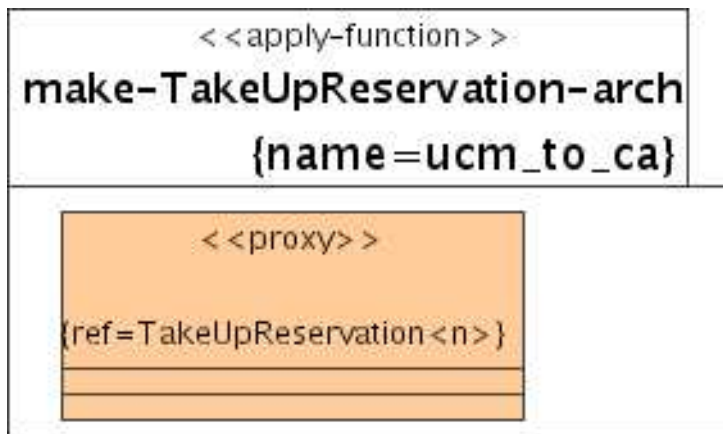 <<apply-function>>
make-TakeUpReservation-arch
{name=ucm_to_ca}
<<proxy>>
{ref=TakeUpReservation<n>}